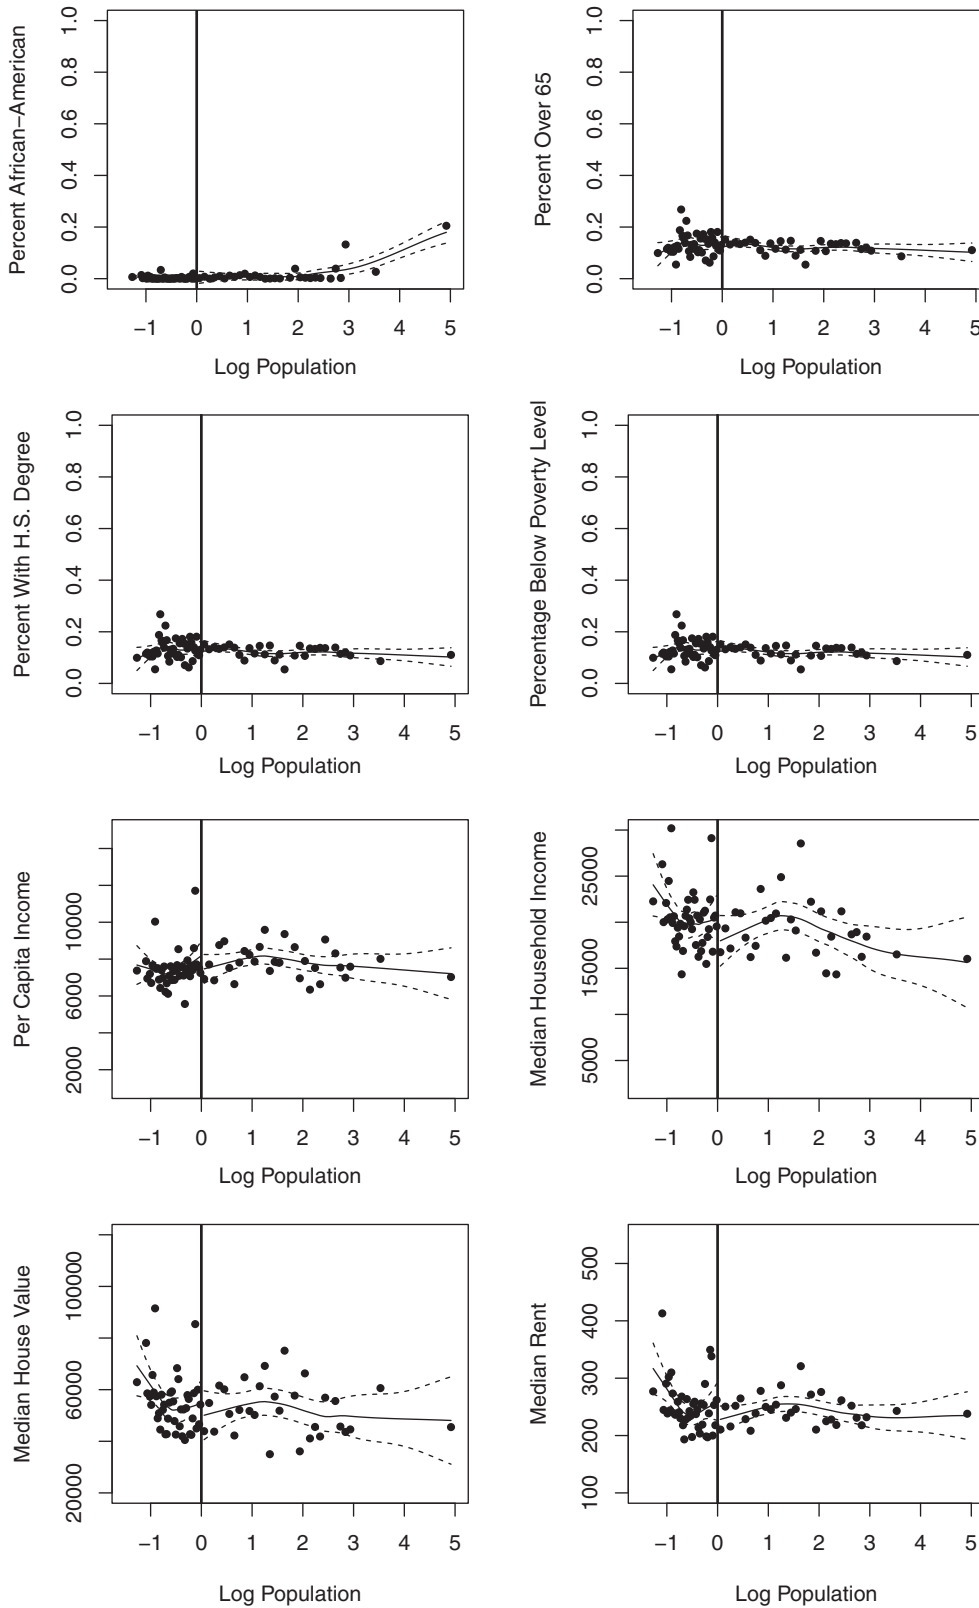 Percent African–American
1.0
0.8
0.6
0.4
0.2
0.0
−1 0 1 2 3 4 5
Log Population
Percent Over 65
1.0
0.8
0.6
0.4
0.2
0.0
−1 0 1 2 3 4 5
Log Population
Percent With H.S. Degree
1.0
0.8
0.6
0.4
0.2
0.0
−1 0 1 2 3 4 5
Log Population
Percentage Below Poverty Level
1.0
0.8
0.6
0.4
0.2
0.0
−1 0 1 2 3 4 5
Log Population
Per Capita Income
10000
6000
2000
−1 0 1 2 3 4 5
Log Population
Median Household Income
25000
15000
5000
−1 0 1 2 3 4 5
Log Population
Median House Value
100000
60000
20000
−1 0 1 2 3 4 5
Log Population
Median Rent
500
400
300
200
100
−1 0 1 2 3 4 5
Log Population